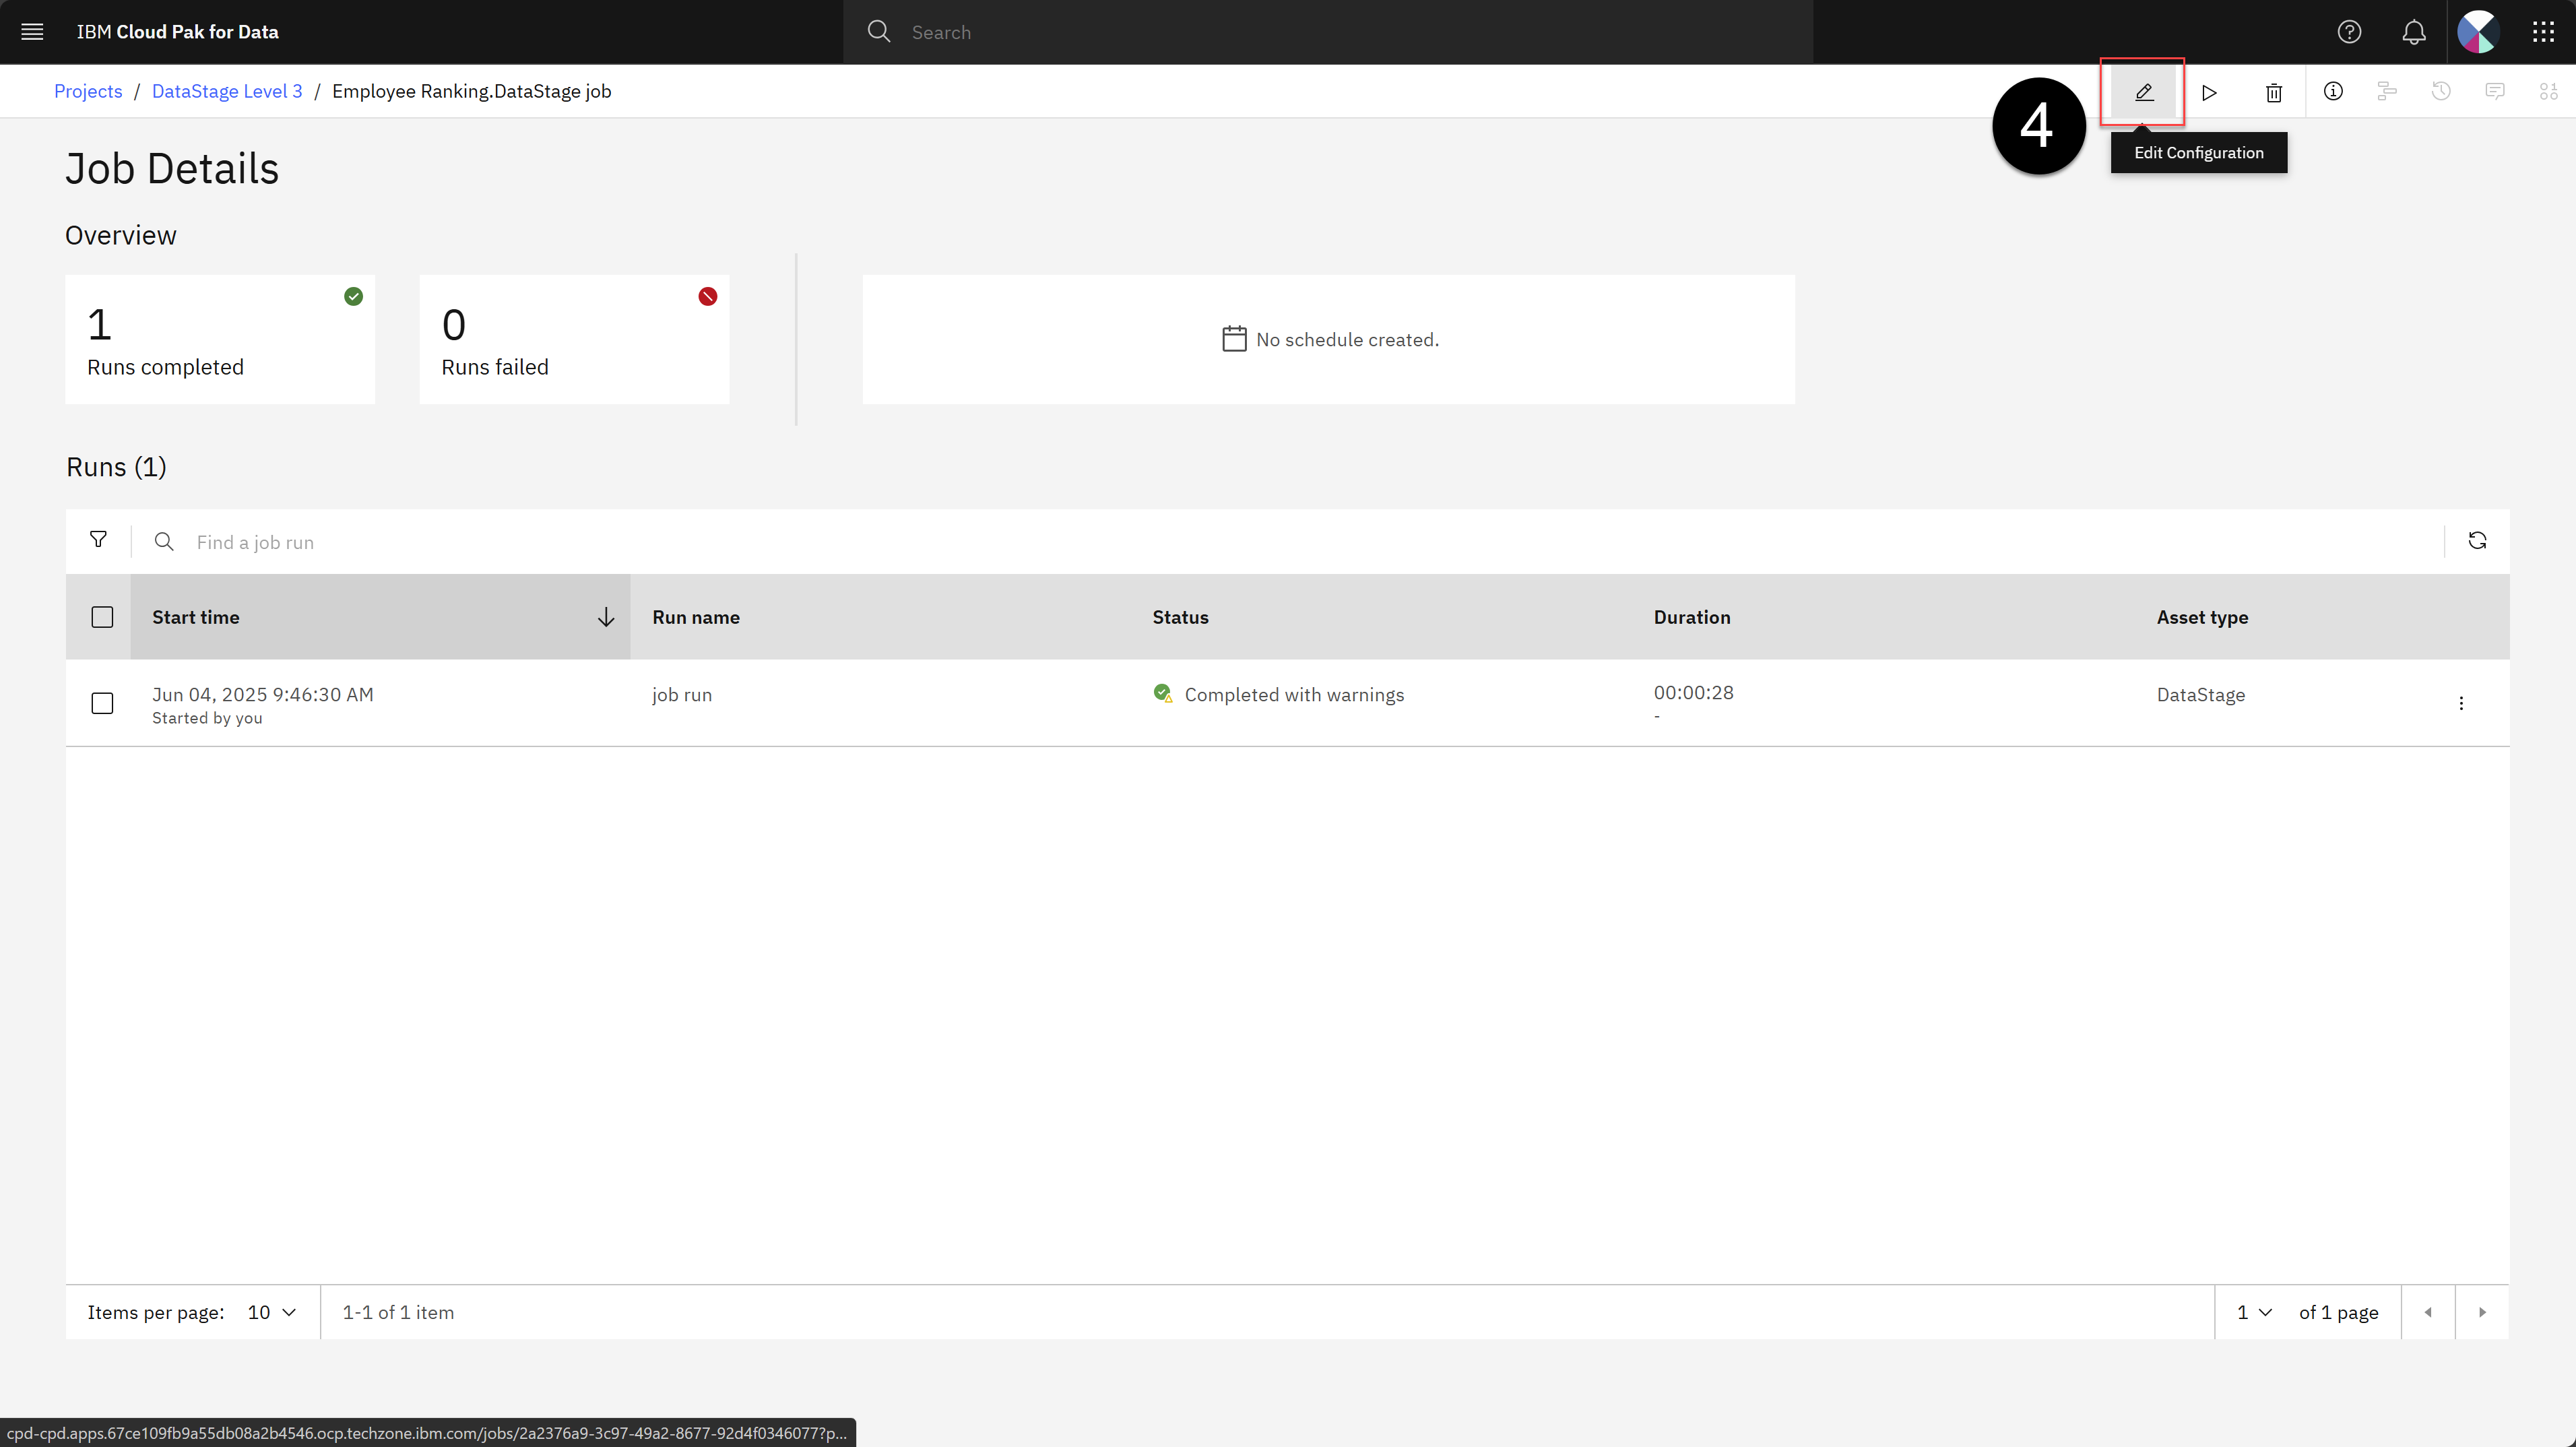 IBM Cloud Pak for Data
Search
Projects / DataStage Level 3 / Employee Ranking.DataStage job
4
Edit Configuration
Job Details
Overview
1
Runs completed
0
Runs failed
No schedule created.
Runs (1)
Find a job run
Start time Run name Status Duration Asset type
Jun 04, 2025 9:46:30 AM job run Completed with warnings 00:00:28 DataStage
Started by you -
Items per page: 10 1-1 of 1 item 1 of 1 page
cpd-cpd.apps.67ce109fb9a55db08a2b4546.ocp.techzone.ibm.com/jobs/2a2376a9-3c97-49a2-8677-92d4f0346077?p...